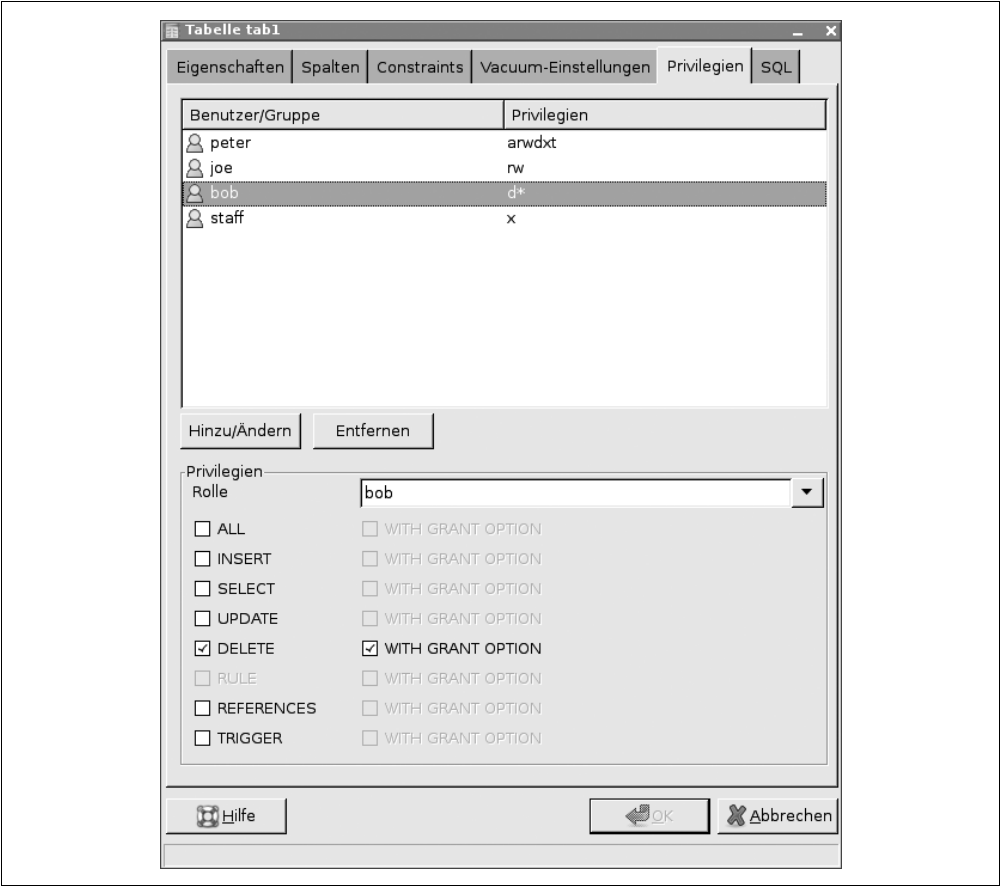 Tabelle tab1
Eigenschaften Spalten Constraints Vacuum-Einstellungen Privilegien SQL
Benutzer/Gruppe Privilegien
peter arwdxt
joe rw
bob d*
staff x
Hinzu/Ändern Entfernen
Privilegien
Rolle bob
ALL WITH GRANT OPTION
INSERT WITH GRANT OPTION
SELECT WITH GRANT OPTION
UPDATE WITH GRANT OPTION
DELETE WITH GRANT OPTION
RULE WITH GRANT OPTION
REFERENCES WITH GRANT OPTION
TRIGGER WITH GRANT OPTION
Hilfe OK Abbrechen